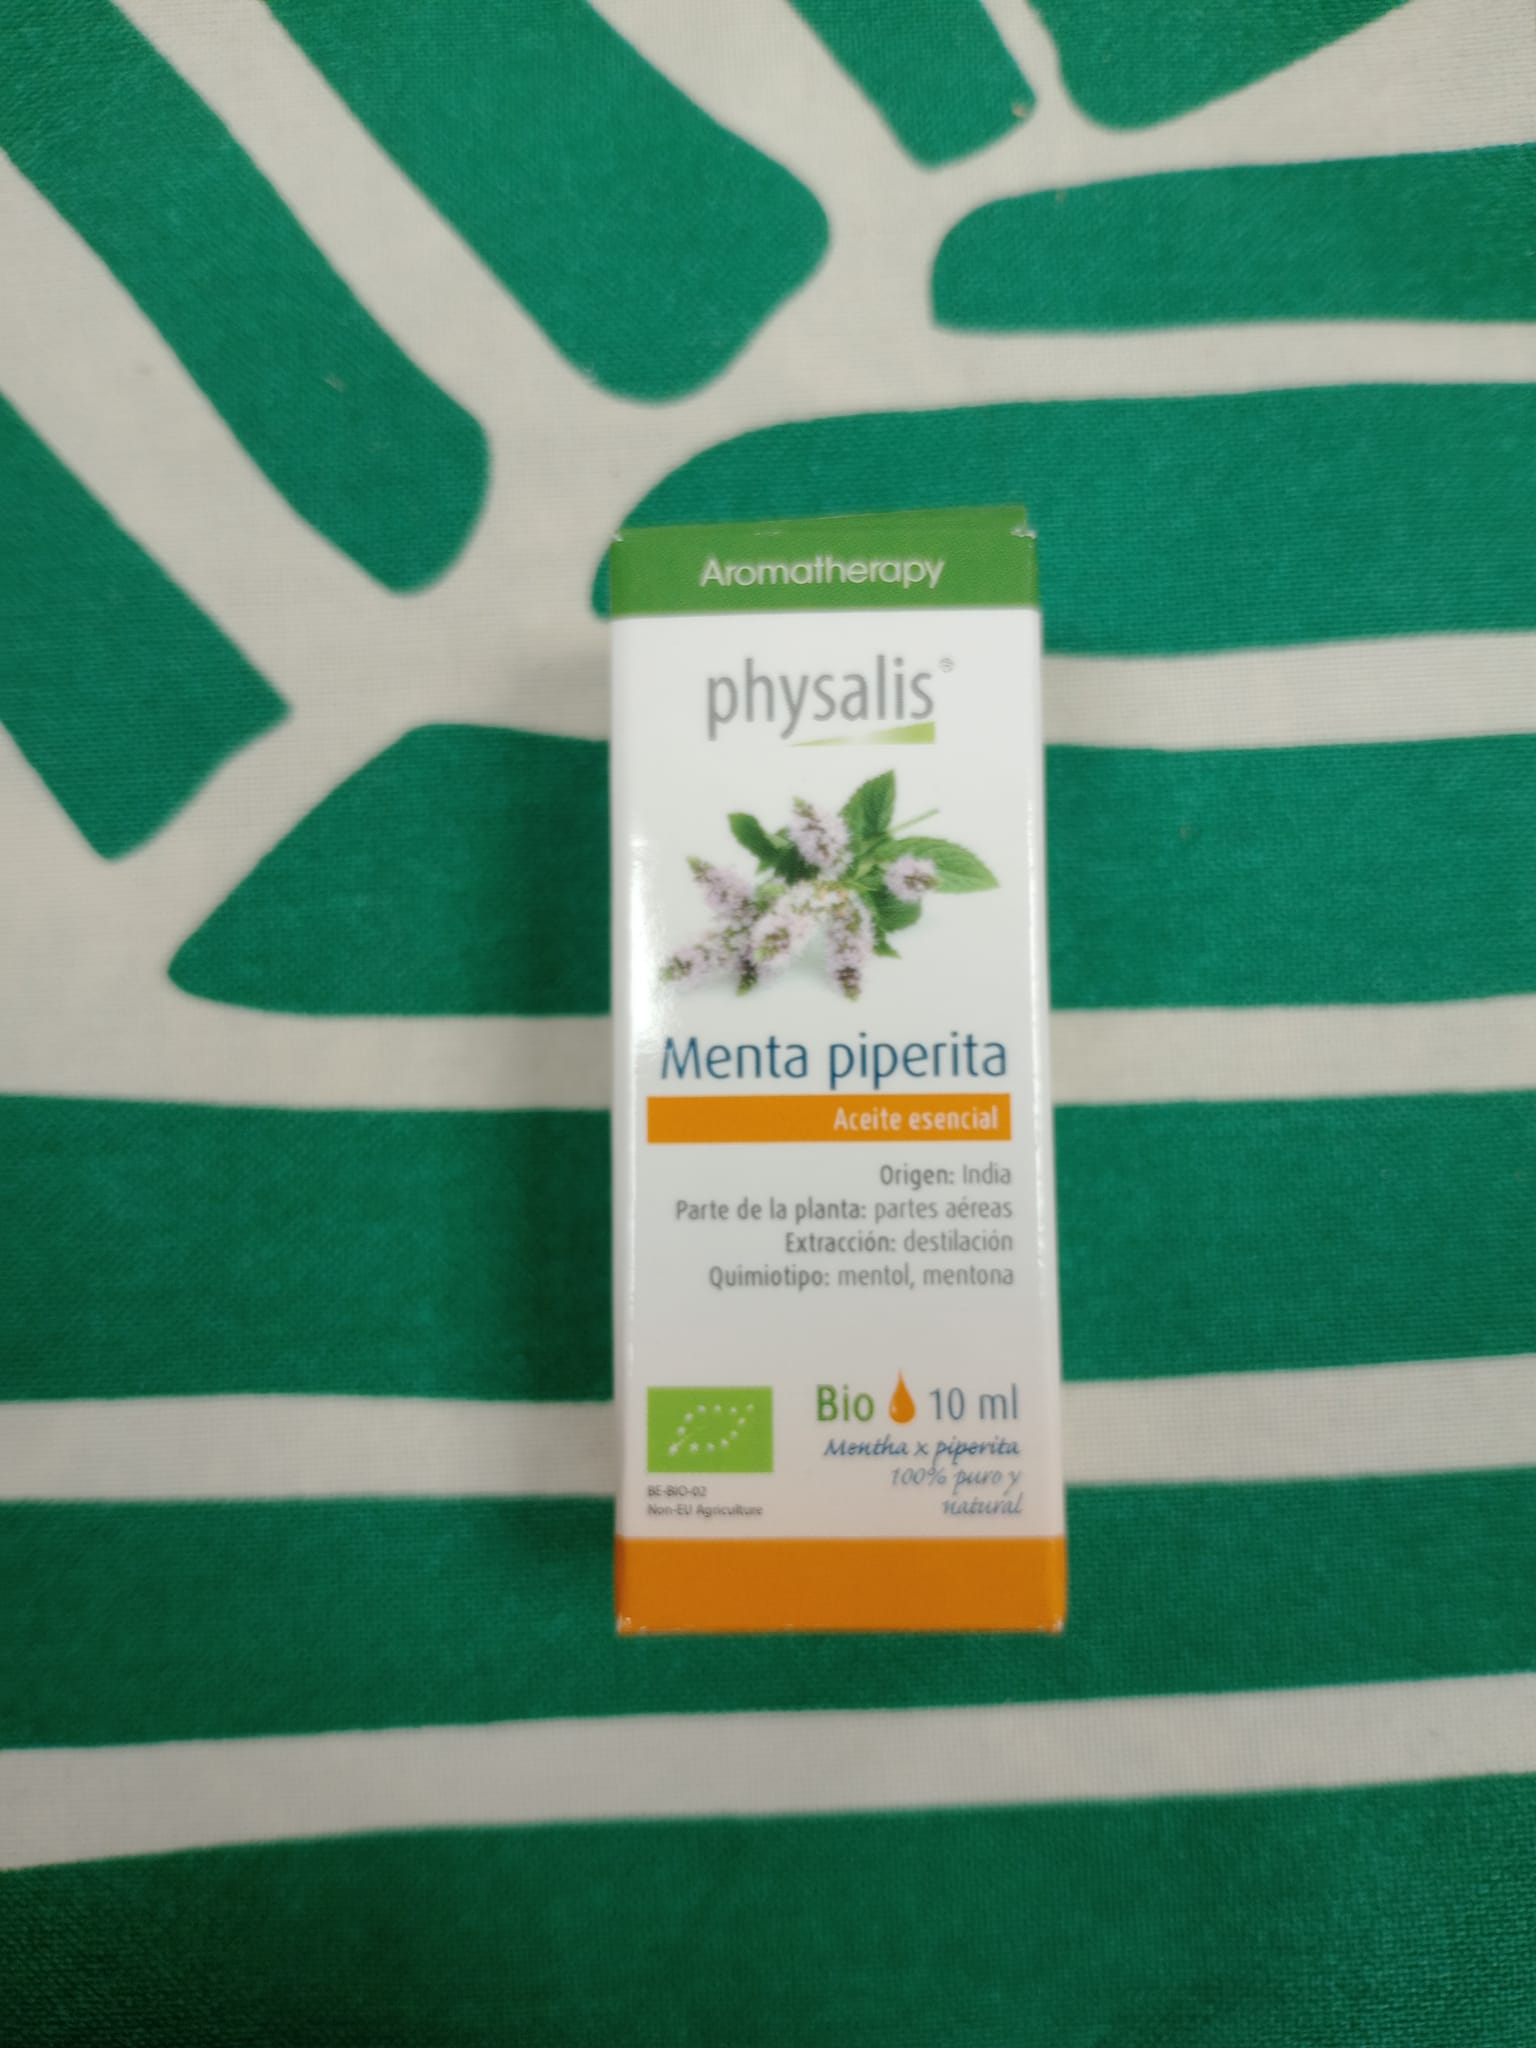 Aromatherapy
physalis®
Menta piperita
Aceite esencial
Origen: India
Parte de la planta: partes aéreas
Extracción: destilación
Quimiotipo: mentol, mentona
Bio 10 ml
Mentha x piperita
100% puro y
natural
BE-BIO-02
Non-EU Agriculture